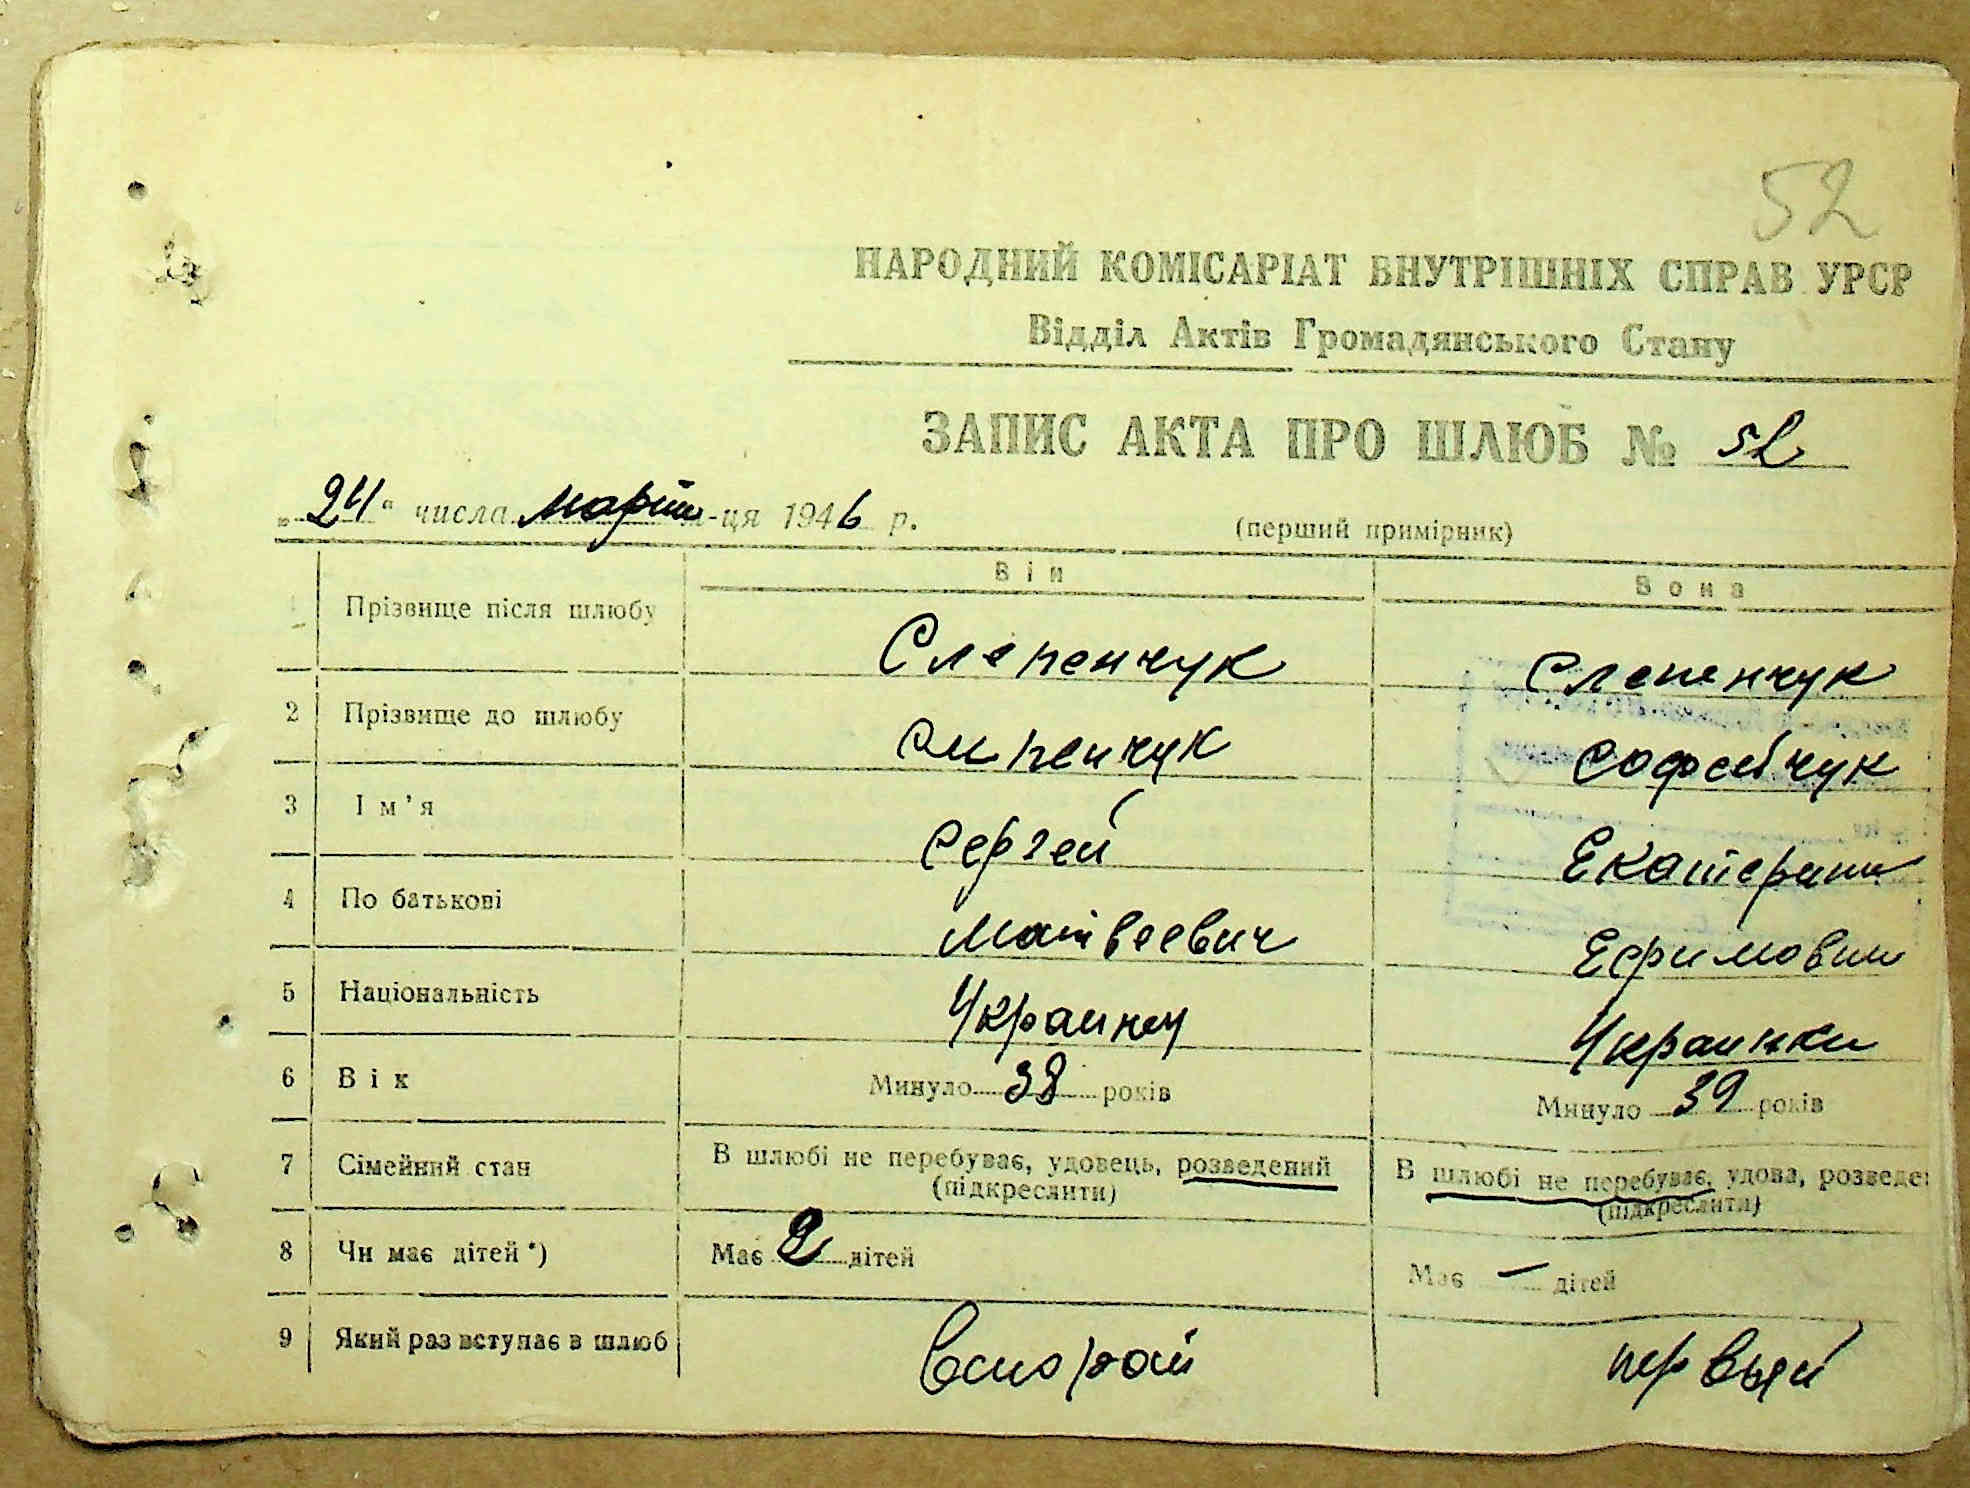 52
НАРОДНИЙ КОМІСАРІАТ ВНУТРІШНІХ СПРАВ УРСР
Відділ Актів Громадянського Стану
ЗАПИС АКТА ПРО ШЛЮБ № 52
„24“ числа марта -ця 1946 р.
(перший примірник)
Він
Вона
1 Прізвище після шлюбу Слепенчук Слепенчук
2 Прізвище до шлюбу Слепенчук
3 Ім’я Сергей Екатерина
4 По батькові Матвеевич Ефимовна
5 Національність Украинец Украинка
6 Вік Минуло 38 років Минуло 39 років
7 Сімейний стан В шлюбі не перебуває, удовець, розведений В шлюбі не перебуває, удова, розведе
(підкреслити) (підкреслити)
8 Чи має дітей *) Має 2 дітей Має — дітей
9 Який раз вступає в шлюб второй первый